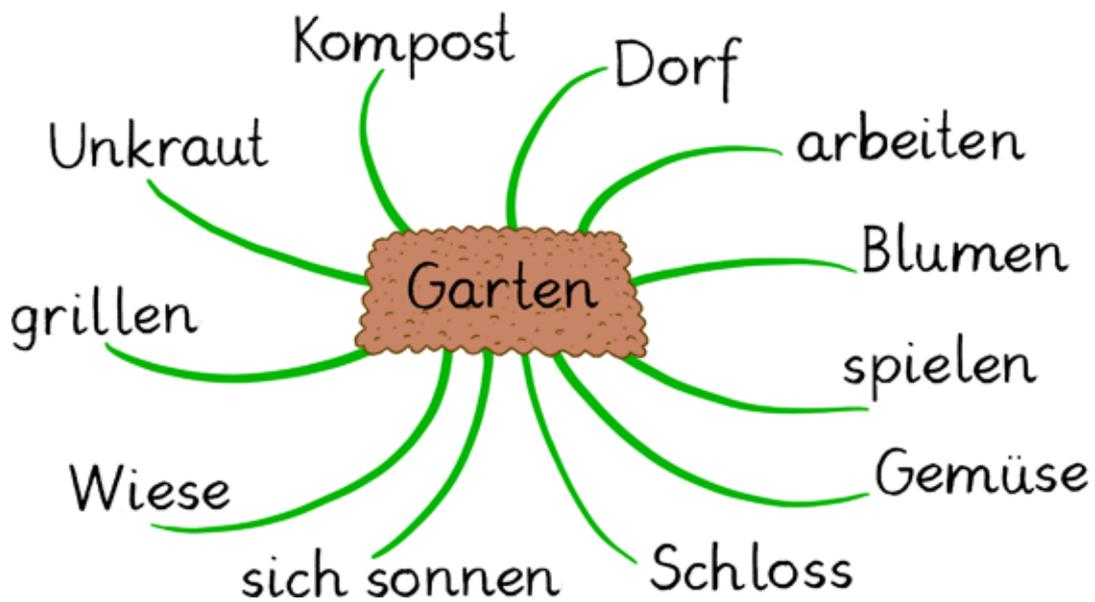 Kompost
Dorf
Unkraut
arbeiten
Blumen
Garten
grillen
spielen
Wiese
Gemüse
sich sonnen
Schloss